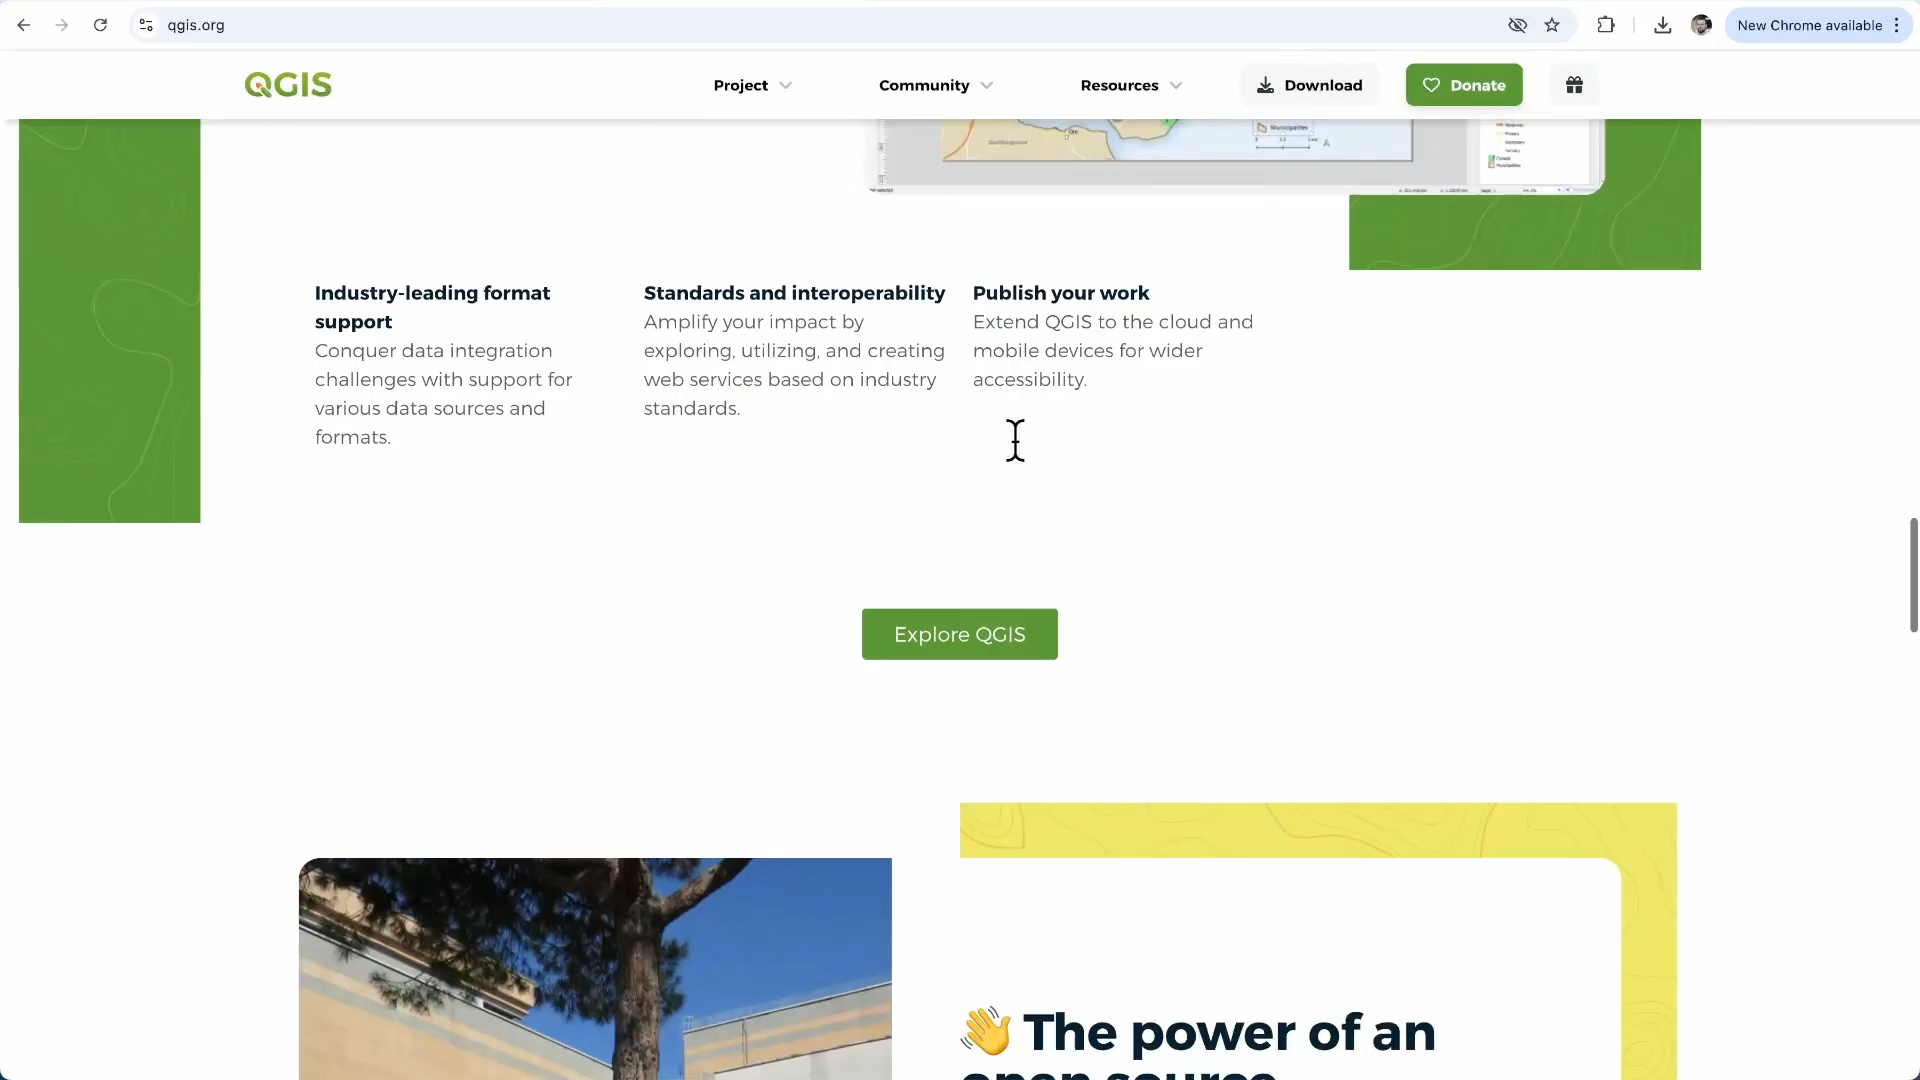 qgis.org
New Chrome available
QGIS
Project
Community
Resources
Download
Donate
Municipalities
Industry-leading format
support
Conquer data integration
challenges with support for
various data sources and
formats.
Standards and interoperability
Amplify your impact by
exploring, utilizing, and creating
web services based on industry
standards.
Publish your work
Extend QGIS to the cloud and
mobile devices for wider
accessibility.
Explore QGIS
👋 The power of an
open source